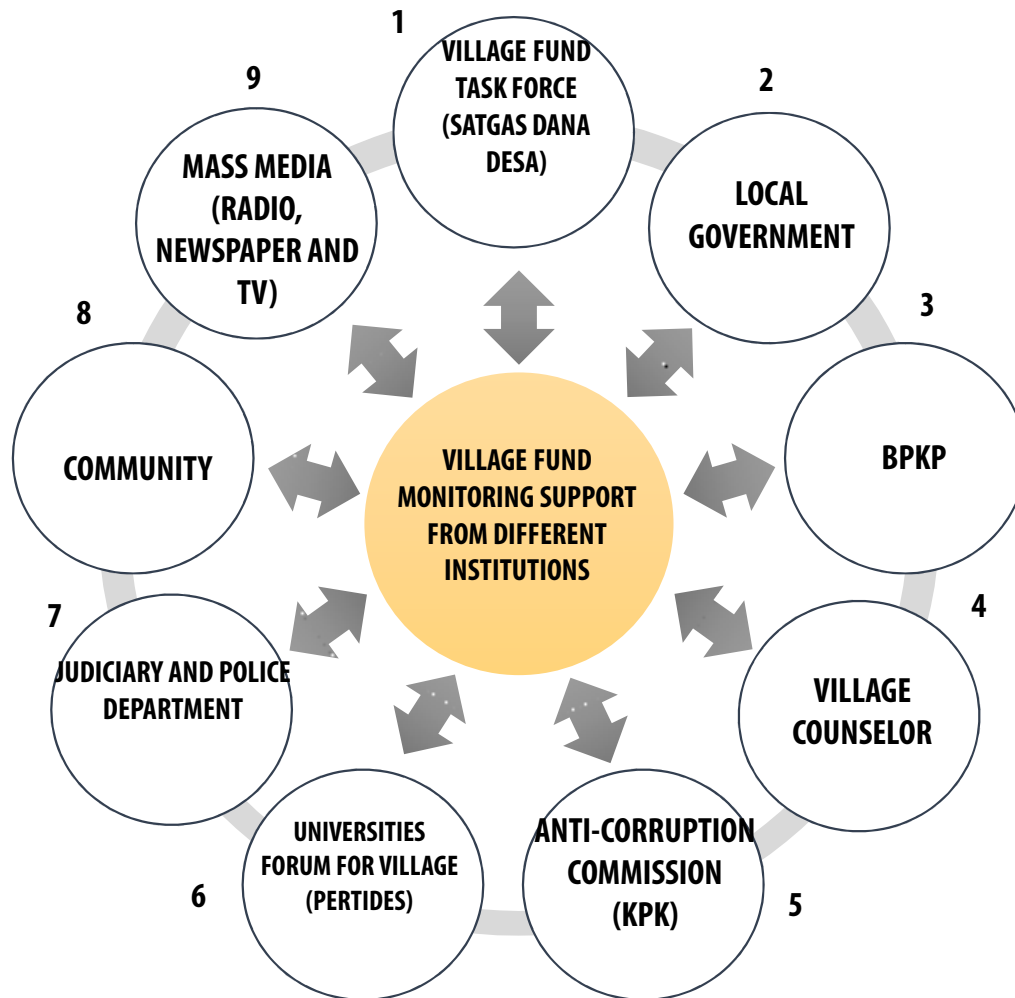 1
VILLAGE FUND
TASK FORCE
(SATGAS DANA
DESA)
2
LOCAL
GOVERNMENT
3
BPKP
4
VILLAGE
COUNSELOR
5
ANTI-CORRUPTION
COMMISSION
(KPK)
6
UNIVERSITIES
FORUM FOR VILLAGE
(PERTIDES)
7
JUDICIARY AND POLICE
DEPARTMENT
8
COMMUNITY
9
MASS MEDIA
(RADIO,
NEWSPAPER AND
TV)
VILLAGE FUND
MONITORING SUPPORT
FROM DIFFERENT
INSTITUTIONS